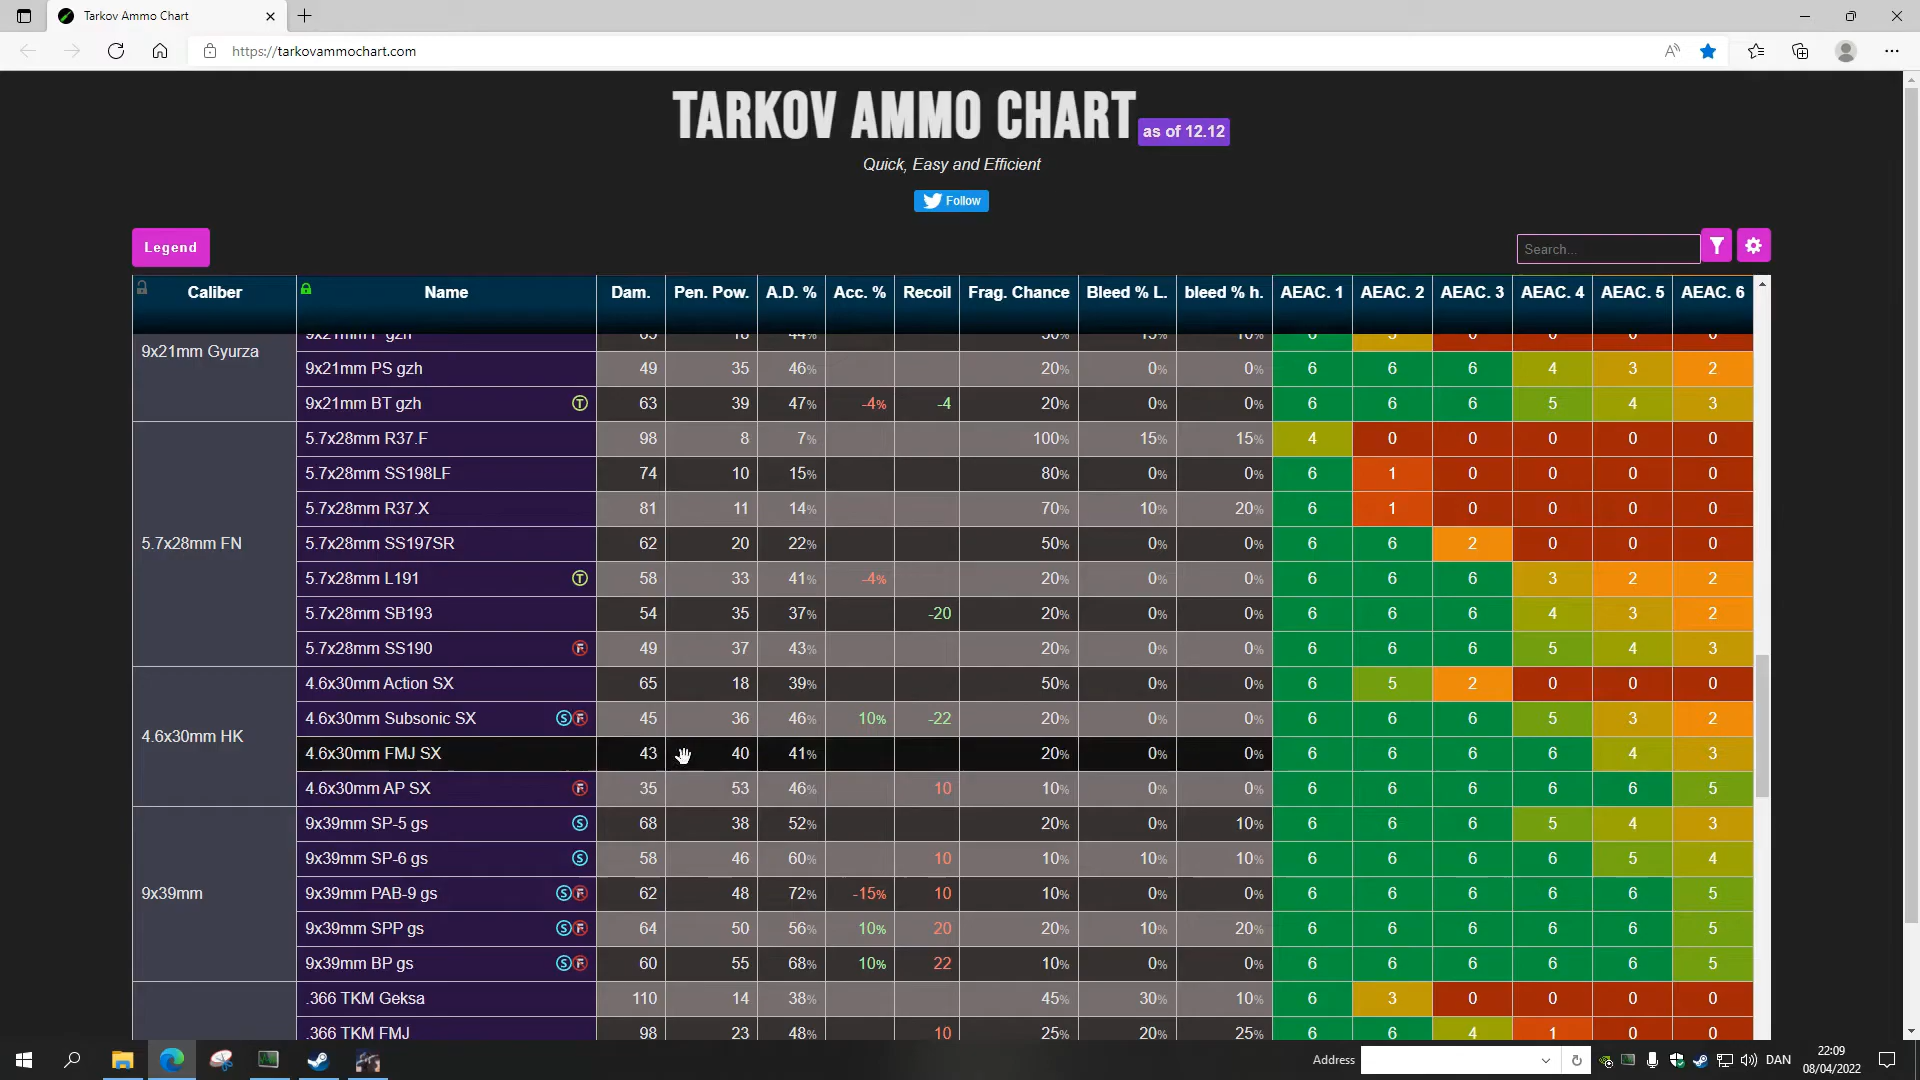 Tarkov Ammo Chart
https://tarkovammochart.com
TARKOV AMMO CHART as of 12.12
Quick, Easy and Efficient
Follow
Legend
Search...
Caliber Name Dam. Pen. Pow. A.D. % Acc. % Recoil Frag. Chance Bleed % L. bleed % h. AEAC. 1 AEAC. 2 AEAC. 3 AEAC. 4 AEAC. 5 AEAC. 6
9x21mm Gyurza
9x21mm PS gzh 49 35 46% 20% 0% 0% 6 6 6 4 3 2
9x21mm BT gzh T 63 39 47% -4% -4 20% 0% 0% 6 6 6 5 4 3
5.7x28mm FN
5.7x28mm R37.F 98 8 7% 100% 15% 15% 4 0 0 0 0 0
5.7x28mm SS198LF 74 10 15% 80% 0% 0% 6 1 0 0 0 0
5.7x28mm R37.X 81 11 14% 70% 10% 20% 6 1 0 0 0 0
5.7x28mm SS197SR 62 20 22% 50% 0% 0% 6 6 2 0 0 0
5.7x28mm L191 T 58 33 41% -4% 20% 0% 0% 6 6 6 3 2 2
5.7x28mm SB193 54 35 37% -20 20% 0% 0% 6 6 6 4 3 2
5.7x28mm SS190 49 37 43% 20% 0% 0% 6 6 6 5 4 3
4.6x30mm HK
4.6x30mm Action SX 65 18 39% 50% 0% 0% 6 5 2 0 0 0
4.6x30mm Subsonic SX S 45 36 46% 10% -22 20% 0% 0% 6 6 6 5 3 2
4.6x30mm FMJ SX 43 40 41% 20% 0% 0% 6 6 6 6 4 3
4.6x30mm AP SX 35 53 46% 10 10% 0% 0% 6 6 6 6 6 5
9x39mm
9x39mm SP-5 gs S 68 38 52% 20% 0% 10% 6 6 6 5 4 3
9x39mm SP-6 gs S 58 46 60% 10 10% 10% 10% 6 6 6 6 5 4
9x39mm PAB-9 gs S 62 48 72% -15% 10 10% 0% 0% 6 6 6 6 6 5
9x39mm SPP gs S 64 50 56% 10% 20 20% 10% 20% 6 6 6 6 6 5
9x39mm BP gs S 60 55 68% 10% 22 10% 0% 0% 6 6 6 6 6 5
.366 TKM Geksa 110 14 38% 45% 30% 10% 6 3 0 0 0 0
.366 TKM FMJ 98 23 48% 10 25% 20% 25% 6 6 4 1 0 0
Address
DAN
22:09
08/04/2022